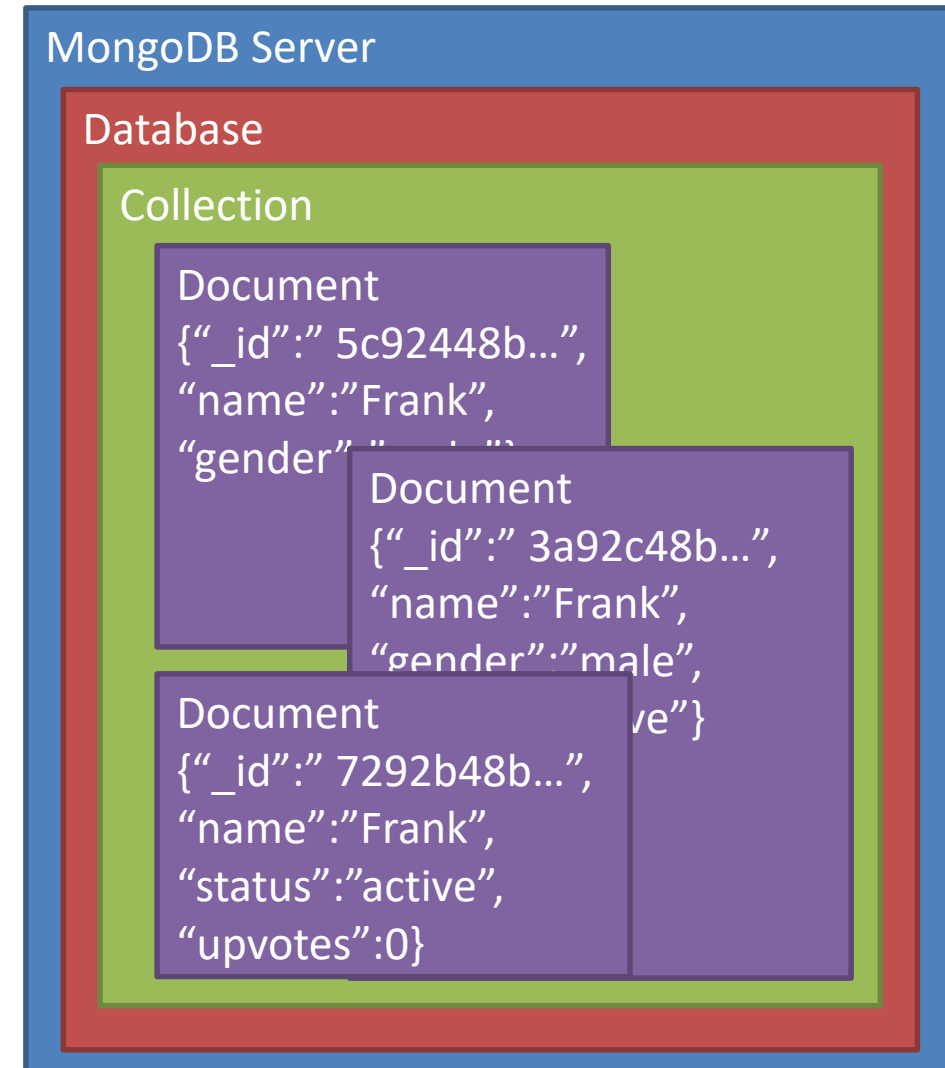 MongoDB Server
Database
Collection
Document
{“_id”:” 5c92448b…”,
“name”:”Frank”,
“gender”
Document
{“_id”:” 3a92c48b…”,
“name”:”Frank”,
“gender”:”male”,
ve”}
Document
{“_id”:” 7292b48b…”,
“name”:”Frank”,
“status”:”active”,
“upvotes”:0}